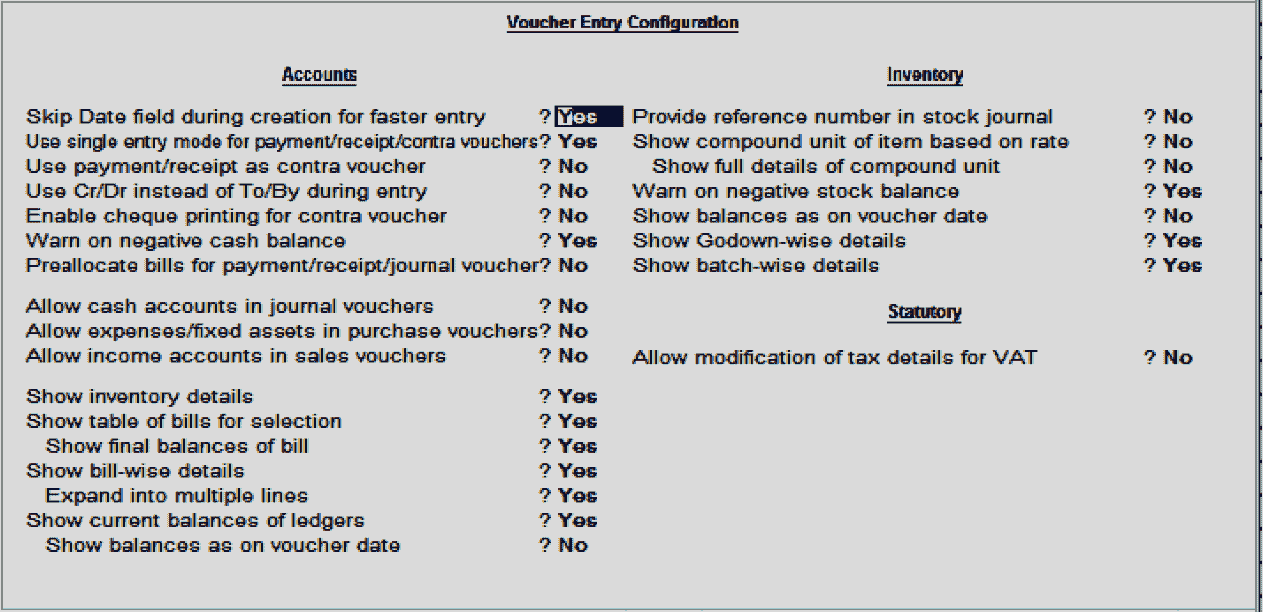 Voucher Entry Configuration
Accounts
Skip Date field during creation for faster entry ? Yes
Use single entry mode for payment/receipt/contra vouchers? Yes
Use payment/receipt as contra voucher ? No
Use Cr/Dr instead of To/By during entry ? No
Enable cheque printing for contra voucher ? No
Warn on negative cash balance ? Yes
Preallocate bills for payment/receipt/journal voucher? No
Allow cash accounts in journal vouchers ? No
Allow expenses/fixed assets in purchase vouchers? No
Allow income accounts in sales vouchers ? No
Show inventory details ? Yes
Show table of bills for selection ? Yes
Show final balances of bill ? Yes
Show bill-wise details ? Yes
Expand into multiple lines ? Yes
Show current balances of ledgers ? Yes
Show balances as on voucher date ? No
Inventory
Provide reference number in stock journal ? No
Show compound unit of item based on rate ? No
Show full details of compound unit ? No
Warn on negative stock balance ? Yes
Show balances as on voucher date ? No
Show Godown-wise details ? Yes
Show batch-wise details ? Yes
Statutory
Allow modification of tax details for VAT ? No